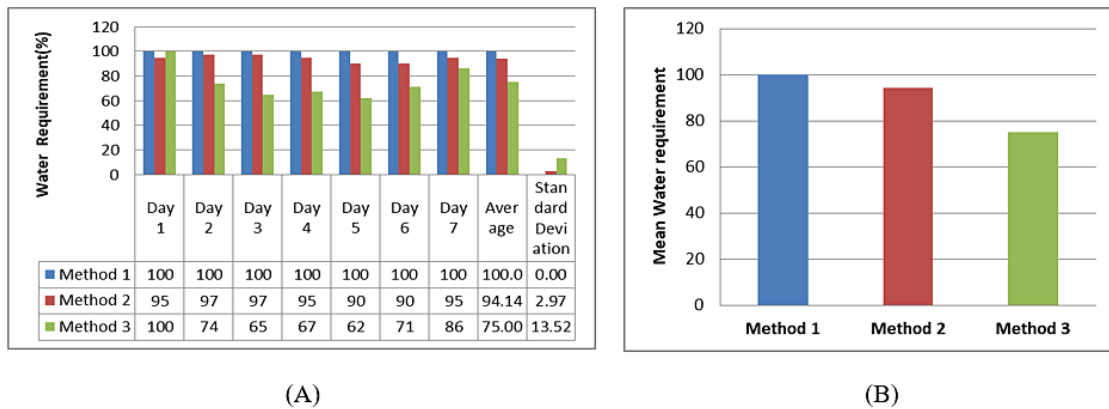 120
100
80
60
40
20
0
Water Requirement(%)
Day 1 Day 2 Day 3 Day 4 Day 5 Day 6 Day 7 Aver age Stan dard Devi ation
Method 1 100 100 100 100 100 100 100 100.0 0.00
Method 2 95 97 97 95 90 90 95 94.14 2.97
Method 3 100 74 65 67 62 71 86 75.00 13.52
(A)
120
100
80
60
40
20
0
Mean Water requirement
Method 1 Method 2 Method 3
(B)